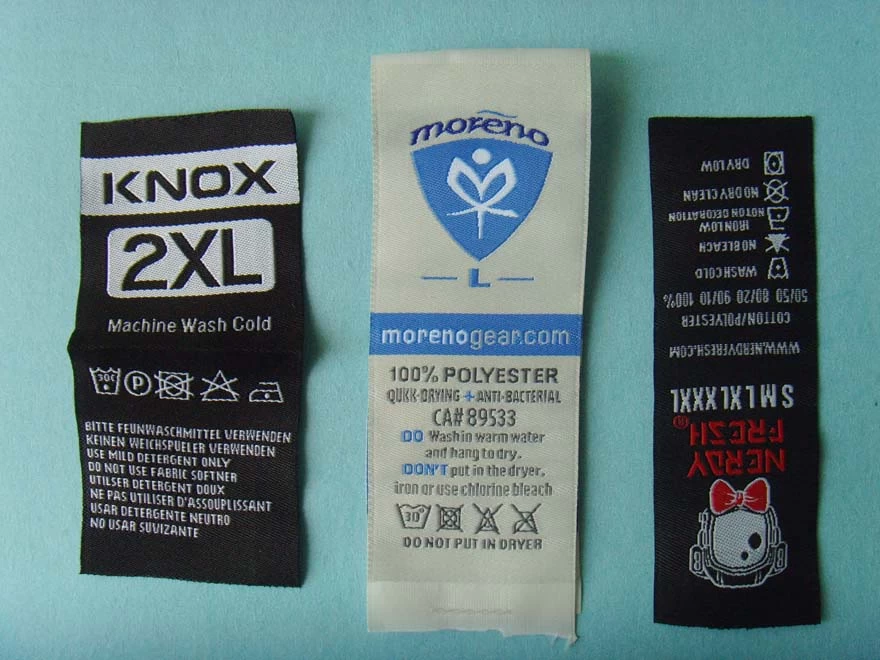 KNOX
2XL
Machine Wash Cold
30°
P
BITTE FEUNWASCHMITTEL VERWENDEN
KEINEN WEICHSPUELER VERWENDEN
USE MILD DETERGENT ONLY
DO NOT USE FABRIC SOFTNER
UTILSER DETERGENT DOUX
NE PAS UTILISER D'ASSOUPLISSANT
USAR DETERGENTE NEUTRO
NO USAR SUVIZANTE
moreno
L
morenogear.com
100% POLYESTER
QUKK-DRYING + ANTI-BACTERIAL
CA# 89533
DO Wash in warm water
and hang to dry.
DON'T put in the dryer,
iron or use chlorine bleach
30°
DO NOT PUT IN DRYER
NERDY
FRESH®
S M L XL XXXL
WWW.NERDYFRESH.COM
COTTON/POLYESTER
50/50 80/20 90/10 100%
WASH COLD
NO BLEACH
IRON LOW
NOT ON DECORATION
NO DRY CLEAN
DRY LOW